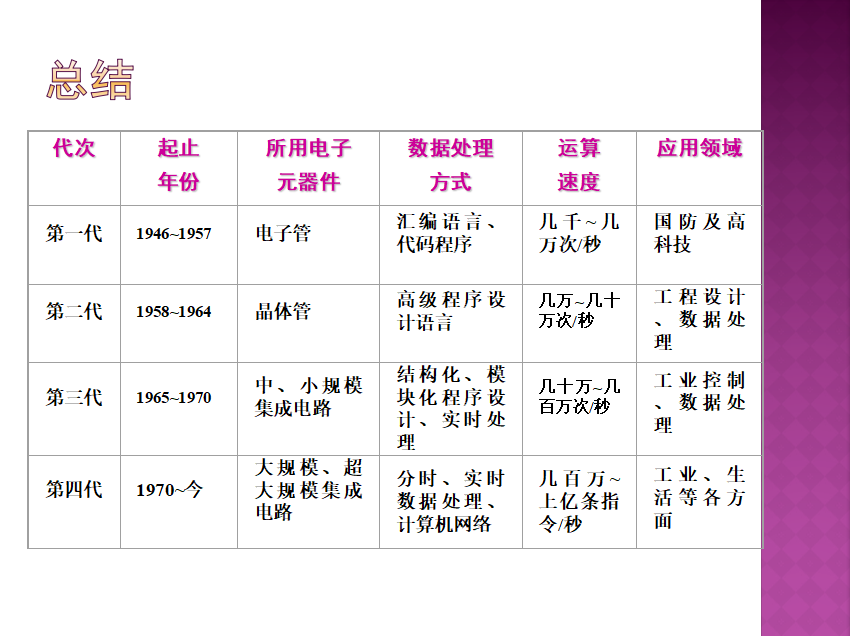 总结
代次
起止
年份
所用电子
元器件
数据处理
方式
运算
速度
应用领域
第一代
1946~1957
电子管
汇编语言、
代码程序
几千~几
万次/秒
国防及高
科技
第二代
1958~1964
晶体管
高级程序设
计语言
几万~几十
万次/秒
工程设计
、数据处
理
第三代
1965~1970
中、小规模
集成电路
结构化、模
块化程序设
计、实时处
理
几十万~几
百万次/秒
工业控制
、数据处
理
第四代
1970~今
大规模、超
大规模集成
电路
分时、实时
数据处理、
计算机网络
几百万~
上亿条指
令/秒
工业、生
活等各方
面